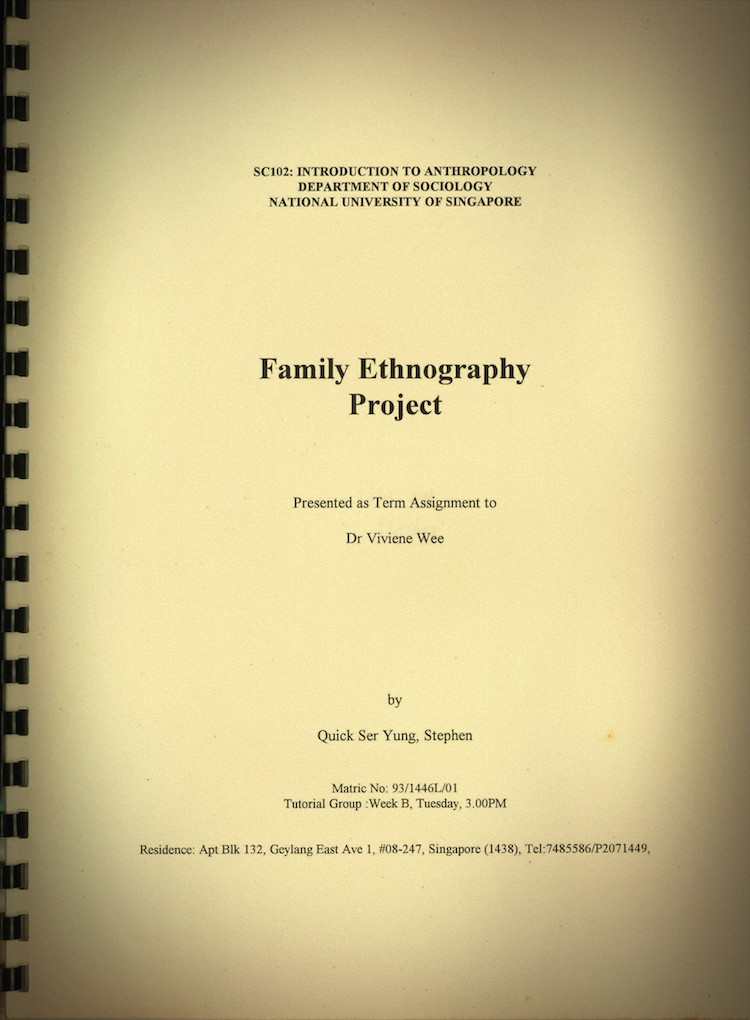 SC102: INTRODUCTION TO ANTHROPOLOGY
DEPARTMENT OF SOCIOLOGY
NATIONAL UNIVERSITY OF SINGAPORE
Family Ethnography
Project
Presented as Term Assignment to
Dr Viviene Wee
by
Quick Ser Yung, Stephen
Matric No: 93/1446L/01
Tutorial Group :Week B, Tuesday, 3.00PM
Residence: Apt Blk 132, Geylang East Ave 1, #08-247, Singapore (1438), Tel:7485586/P2071449,